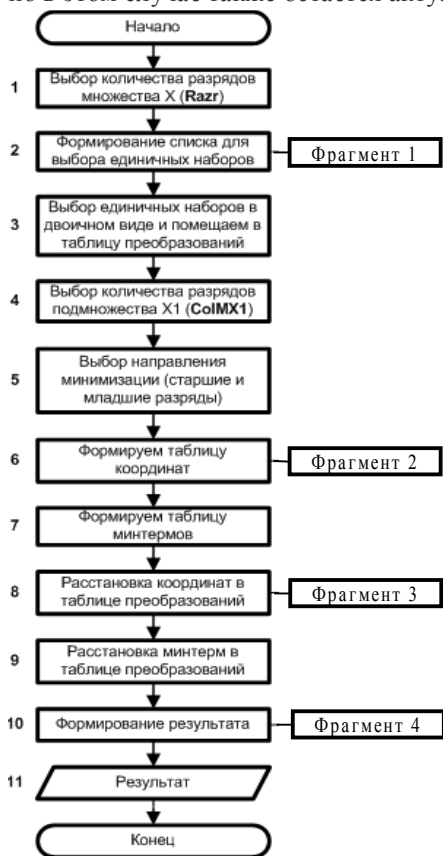 Начало
1
Выбор количества разрядов
множества X (Razr)
2
Формирование списка для
выбора единичных наборов
Фрагмент 1
3
Выбор единичных наборов в
двоичном виде и помещаем в
таблицу преобразований
4
Выбор количества разрядов
подмножества X1 (ColMX1)
5
Выбор направления
минимизации (старшие и
младшие разряды)
6
Формируем таблицу
координат
Фрагмент 2
7
Формируем таблицу
минтермов
8
Расстановка координат в
таблице преобразований
Фрагмент 3
9
Расстановка минтерм в
таблице преобразований
10
Формирование результата
Фрагмент 4
11
Результат
Конец